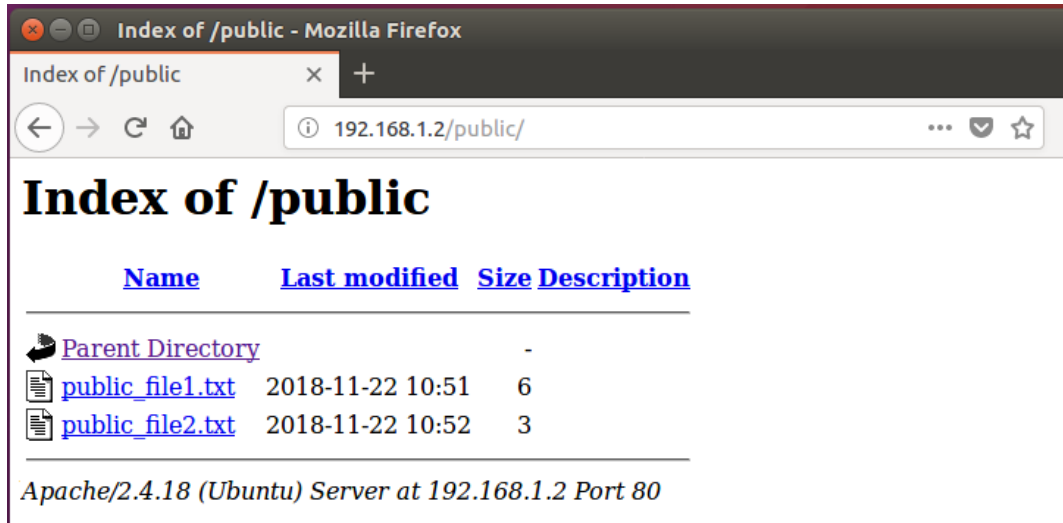 Index of /public - Mozilla Firefox
Index of /public
192.168.1.2/public/
Index of /public
Name Last modified Size Description
Parent Directory -
public_file1.txt 2018-11-22 10:51 6
public_file2.txt 2018-11-22 10:52 3
Apache/2.4.18 (Ubuntu) Server at 192.168.1.2 Port 80